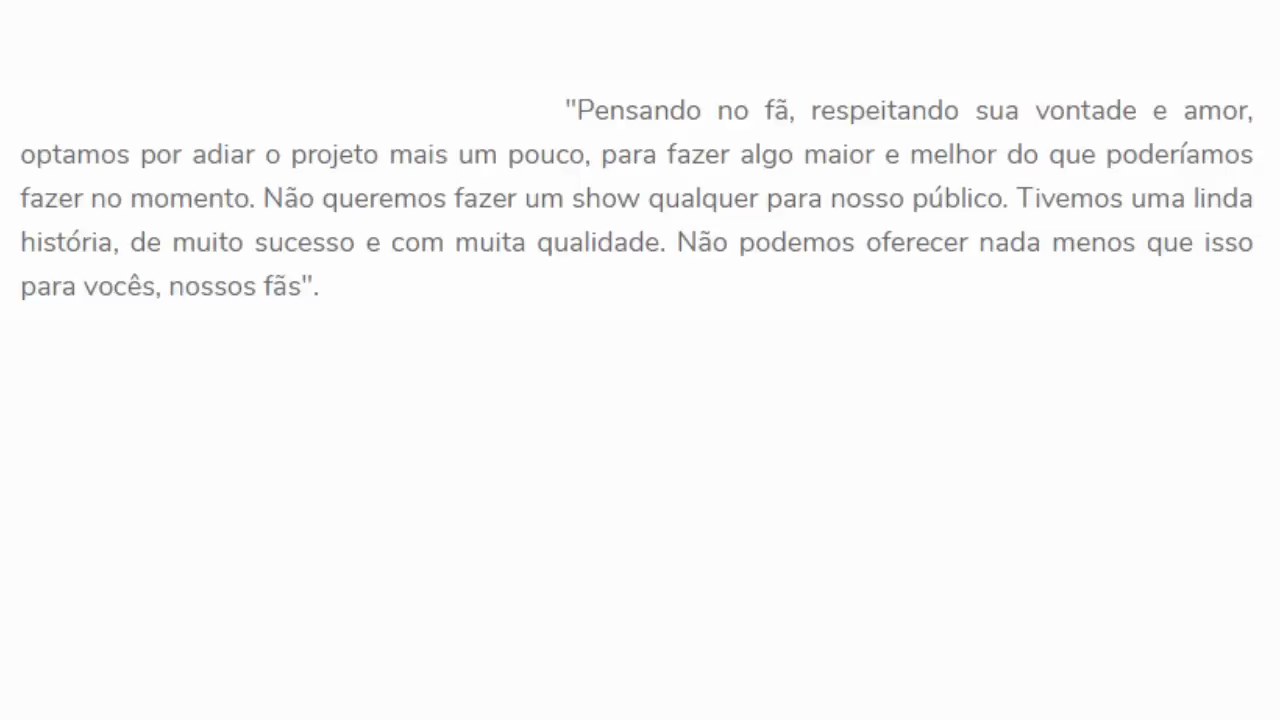 "Pensando no fã, respeitando sua vontade e amor,
optamos por adiar o projeto mais um pouco, para fazer algo maior e melhor do que poderíamos
fazer no momento. Não queremos fazer um show qualquer para nosso público. Tivemos uma linda
história, de muito sucesso e com muita qualidade. Não podemos oferecer nada menos que isso
para vocês, nossos fãs".